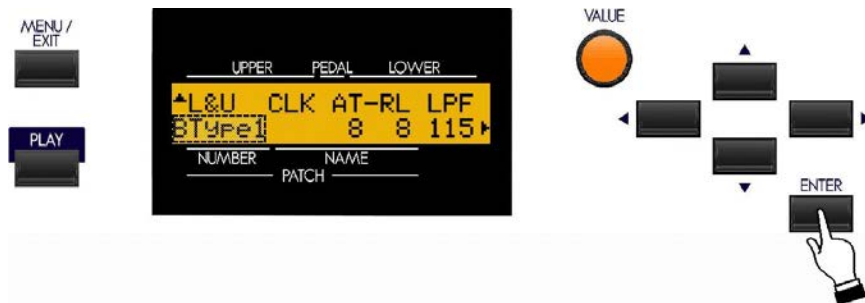 MENU /
EXIT
VALUE
UPPER PEDAL LOWER
L&U CLK AT-RL LPF
BType1 8 8 115
PLAY
NUMBER NAME
PATCH
ENTER